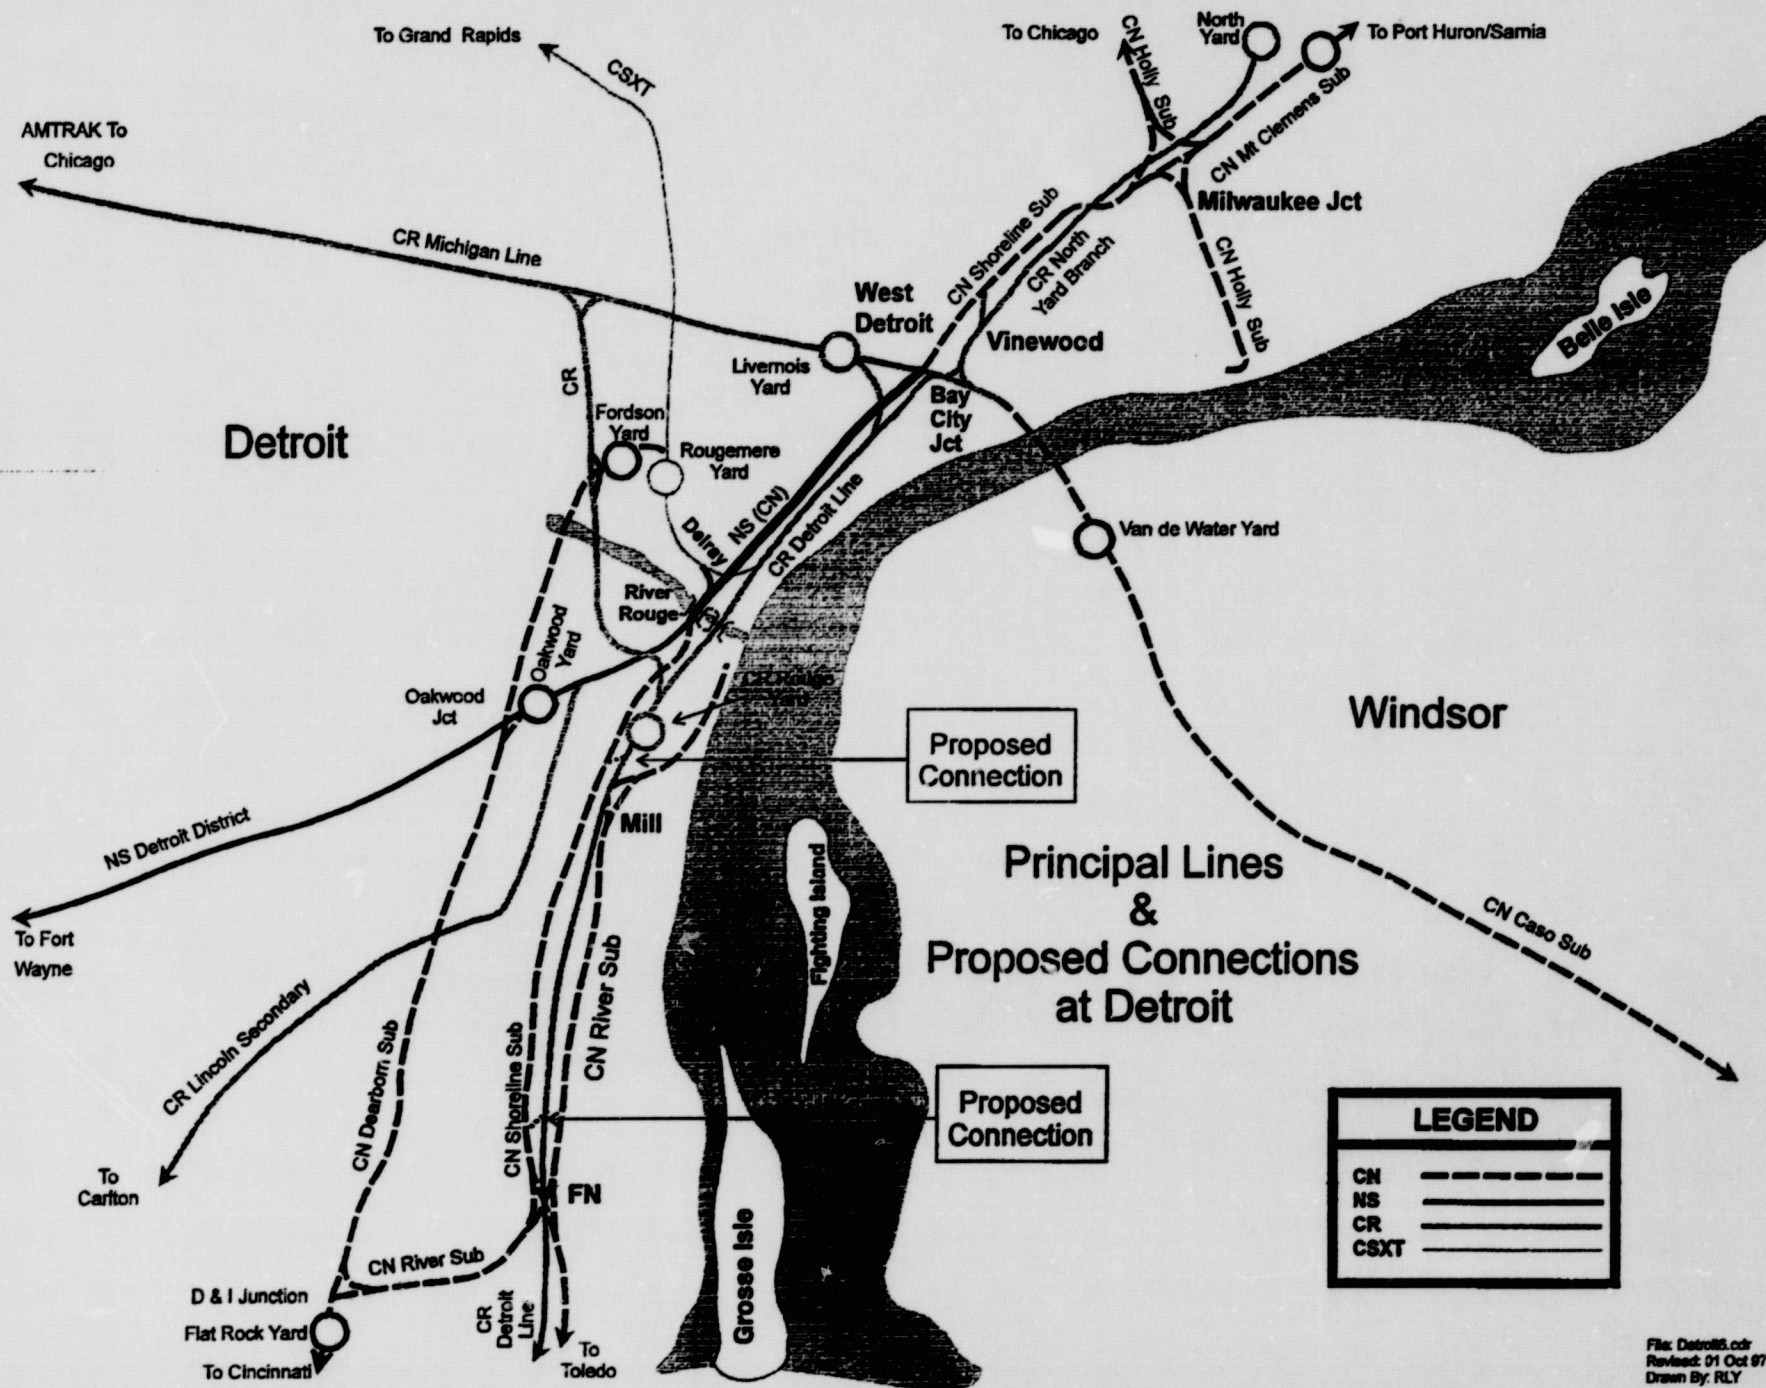 To Grand Rapids
CSXT
To Chicago
CN Holly Sub
North
Yard
To Port Huron/Sarnia
CN Mt Clemens Sub
AMTRAK To
Chicago
CR Michigan Line
Milwaukee Jct
CN Shoreline Sub
CR North
Yard Branch
CN Holly Sub
West
Detroit
Vinewood
Livernois
Yard
Belle Isle
Bay
City
Jct
CR
Fordson
Yard
Detroit
Rougemere
Yard
NS (CN)
CR Detroit Line
Delray
Van de Water Yard
River
Rouge
Oakwood
Yard
Oakwood
Jct
CR Rouge
Yard
Windsor
Proposed
Connection
NS Detroit District
Mill
To Fort
Wayne
Principal Lines
&
Proposed Connections
at Detroit
Fighting Island
CN Caso Sub
CN River Sub
CR Lincoln Secondary
CN Dearborn Sub
CN Shoreline Sub
Proposed
Connection
LEGEND
CN
NS
CR
CSXT
To
Carlton
FN
CN River Sub
Grosse Isle
D & I Junction
Flat Rock Yard
To Cincinnati
CR
Detroit
Line
To
Toledo
File: Detroit6.cdr
Revised: 01 Oct 97
Drawn By: RLY